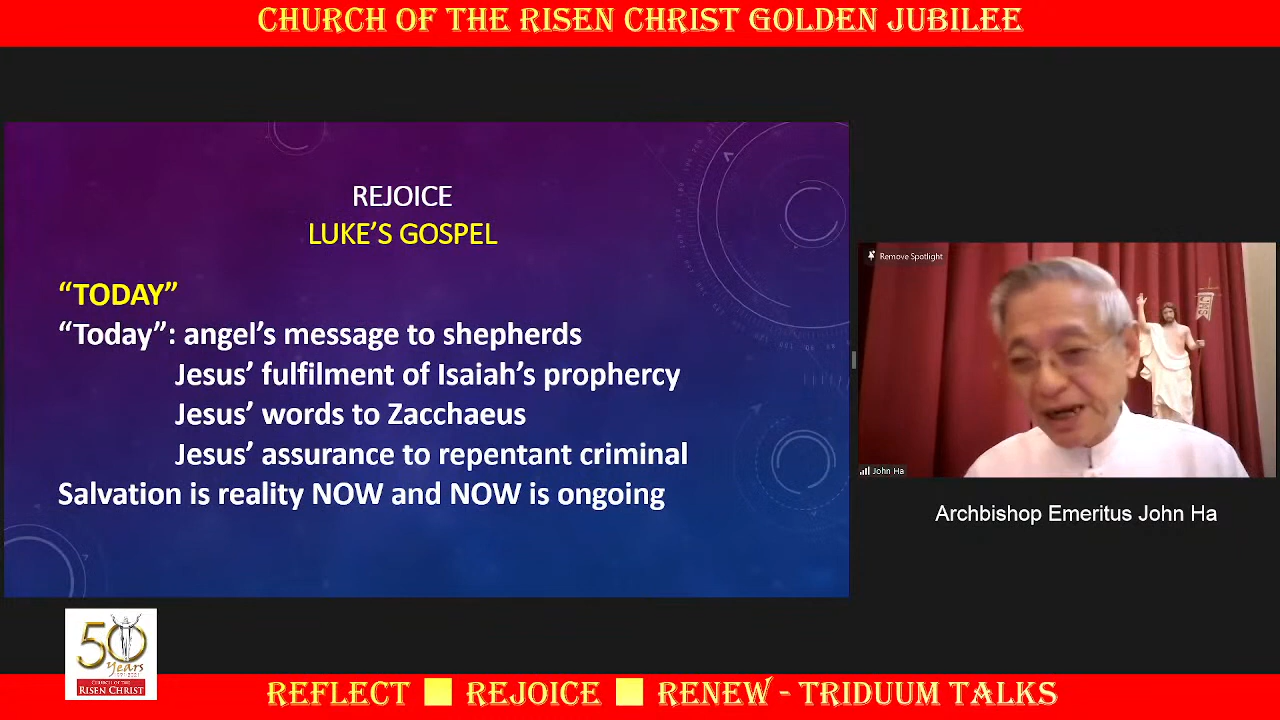 CHURCH OF THE RISEN CHRIST GOLDEN JUBILEE
REJOICE
LUKE'S GOSPEL
“TODAY”
“Today”: angel's message to shepherds
Jesus' fulfilment of Isaiah's prophercy
Jesus' words to Zacchaeus
Jesus' assurance to repentant criminal
Salvation is reality NOW and NOW is ongoing
Remove Spotlight
John Ha
Archbishop Emeritus John Ha
50
Years
CHURCH OF THE
RISEN CHRIST
REFLECT REJOICE RENEW - TRIDUUM TALKS